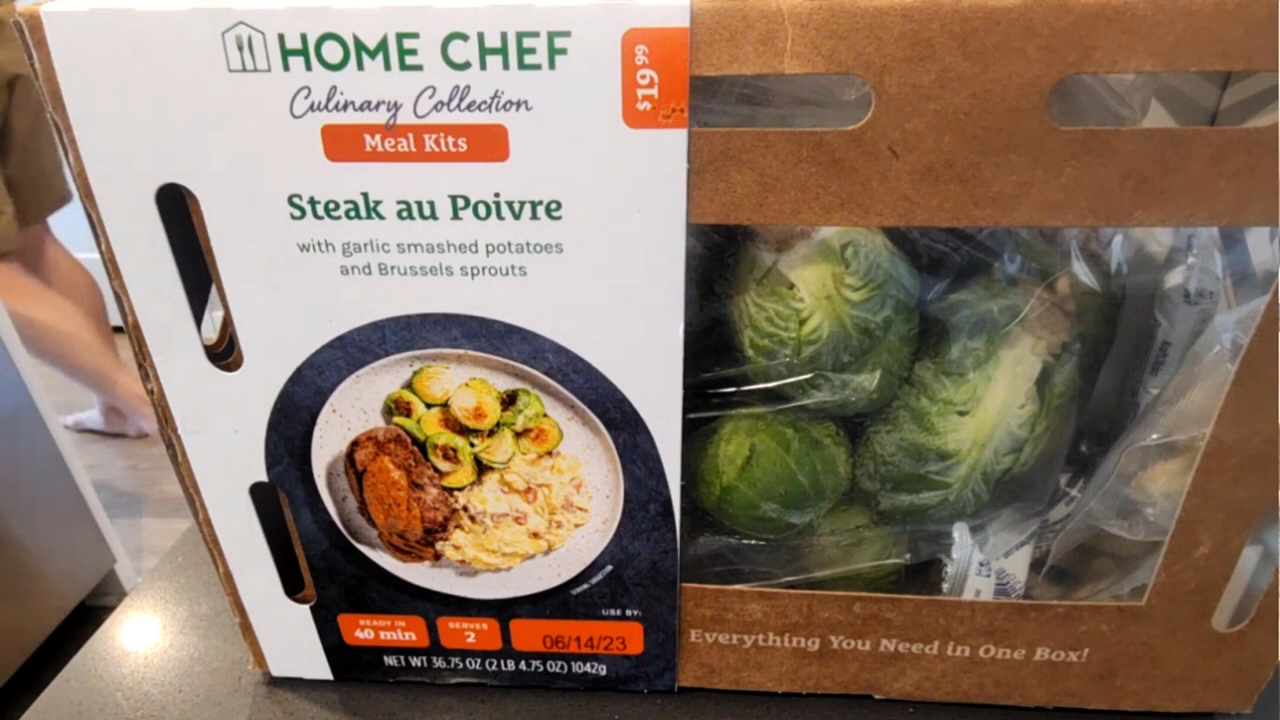 HOME CHEF
Culinary Collection
Meal Kits
$19.99
Steak au Poivre
with garlic smashed potatoes
and Brussels sprouts
READY IN
40 min
SERVES
2
USE BY:
06/14/23
NET WT 36.75 OZ (2 LB 4.75 OZ) 1042g
Everything You Need in One Box!